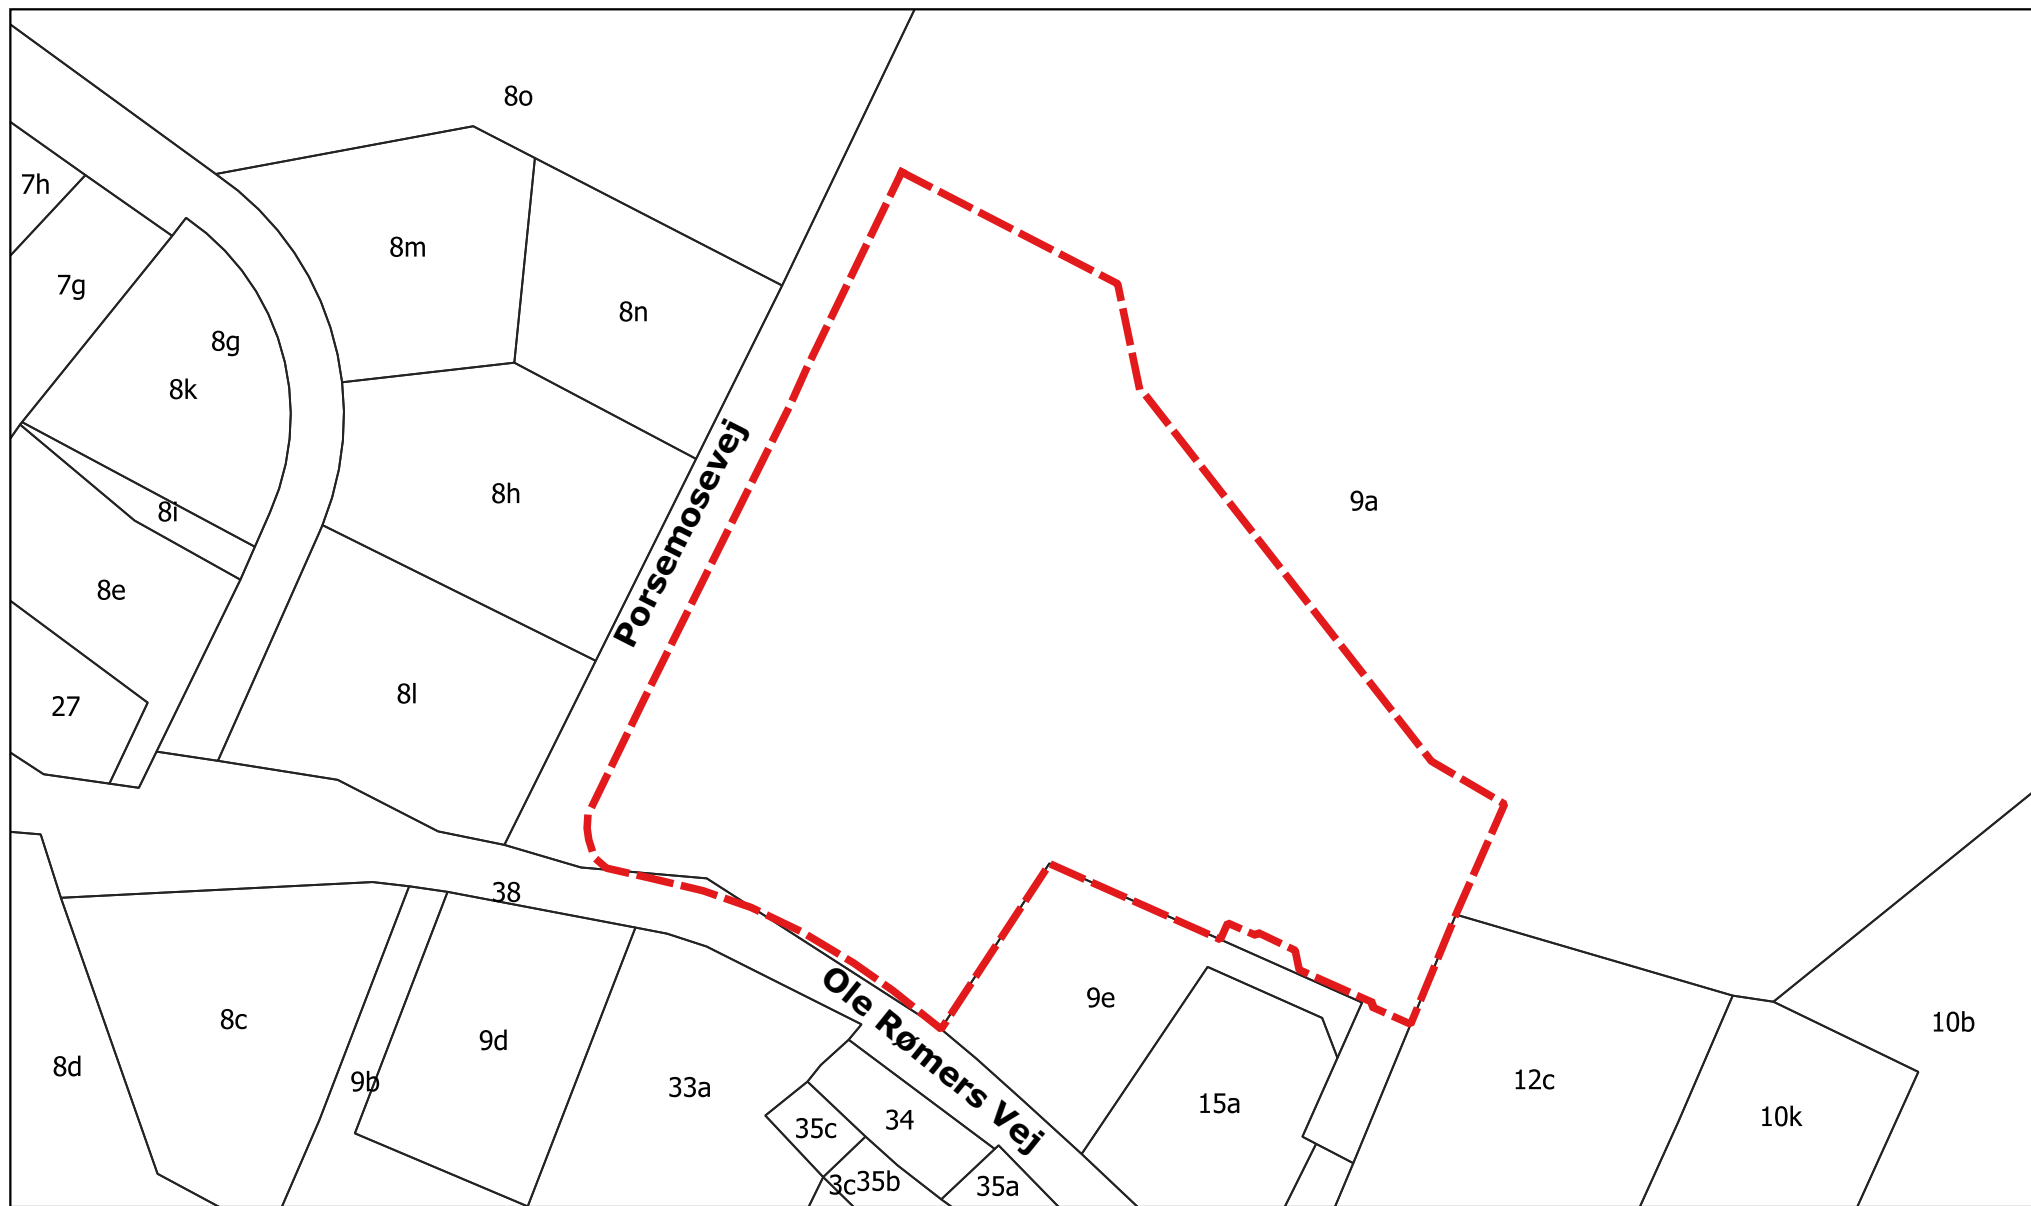 8o
7h
8m
7g
8n
8g
8k
8h
9a
8i
Porsemosevej
8e
8l
27
38
9e
8c
Ole Rømers Vej
10b
9d
8d
9b
33a
12c
15a
34
10k
35c
3c
35b
35a